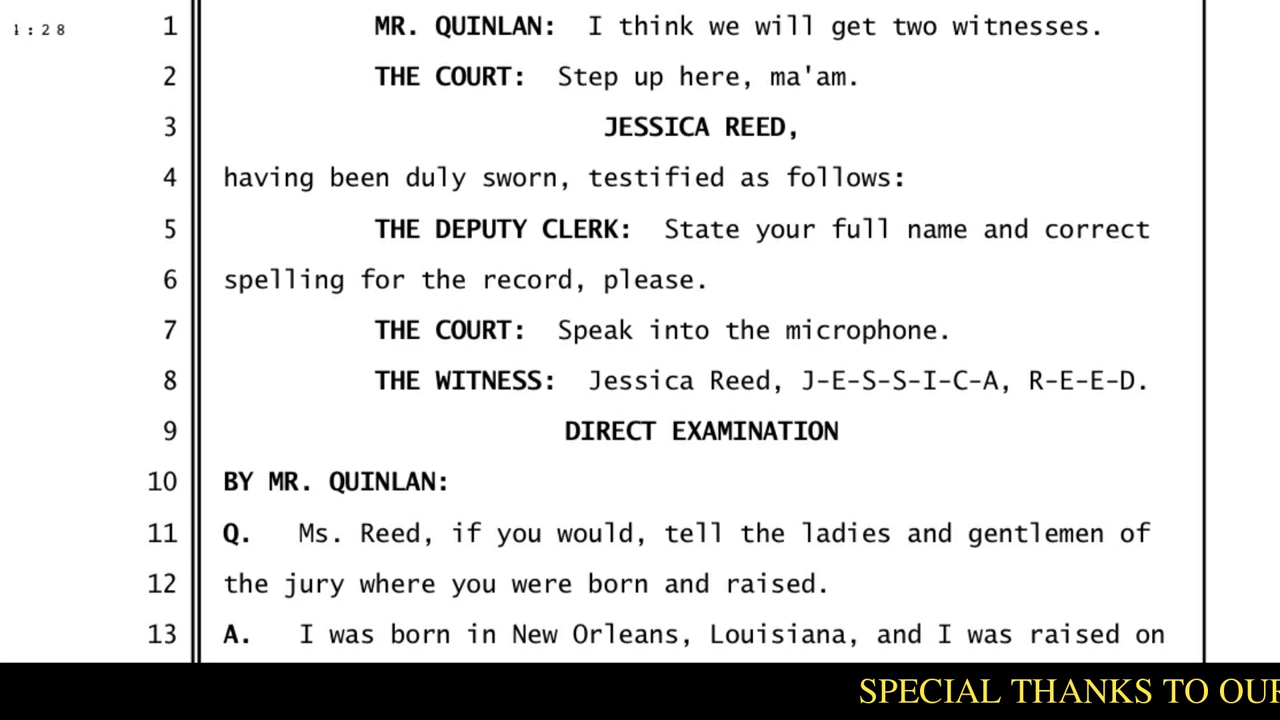 1:28
1 MR. QUINLAN: I think we will get two witnesses.
2 THE COURT: Step up here, ma'am.
3 JESSICA REED,
4 having been duly sworn, testified as follows:
5 THE DEPUTY CLERK: State your full name and correct
6 spelling for the record, please.
7 THE COURT: Speak into the microphone.
8 THE WITNESS: Jessica Reed, J-E-S-S-I-C-A, R-E-E-D.
9 DIRECT EXAMINATION
10 BY MR. QUINLAN:
11 Q. Ms. Reed, if you would, tell the ladies and gentlemen of
12 the jury where you were born and raised.
13 A. I was born in New Orleans, Louisiana, and I was raised on
SPECIAL THANKS TO